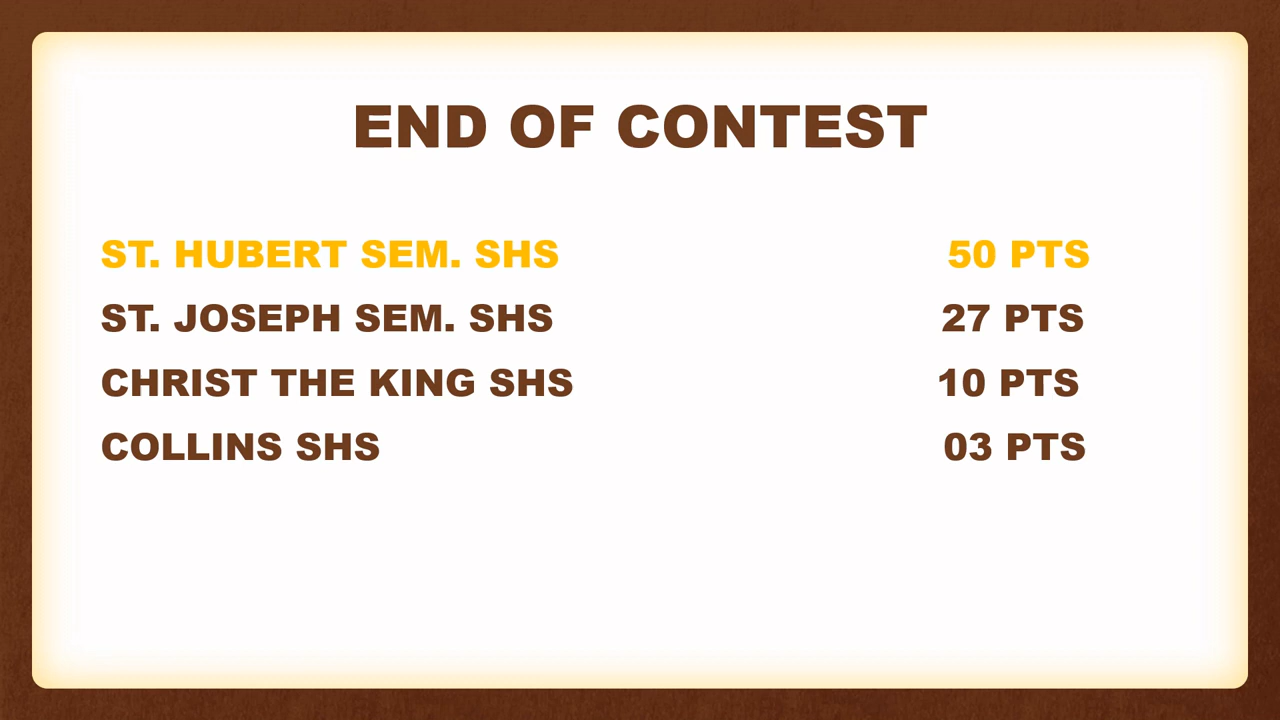 END OF CONTEST
ST. HUBERT SEM. SHS 50 PTS
ST. JOSEPH SEM. SHS 27 PTS
CHRIST THE KING SHS 10 PTS
COLLINS SHS 03 PTS